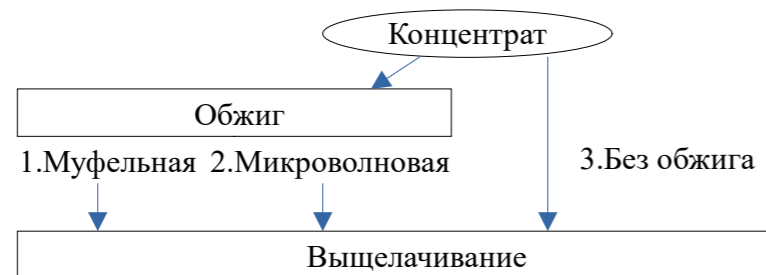 Концентрат
Обжиг
1.Муфельная 2.Микроволновая
3.Без обжига
Выщелачивание